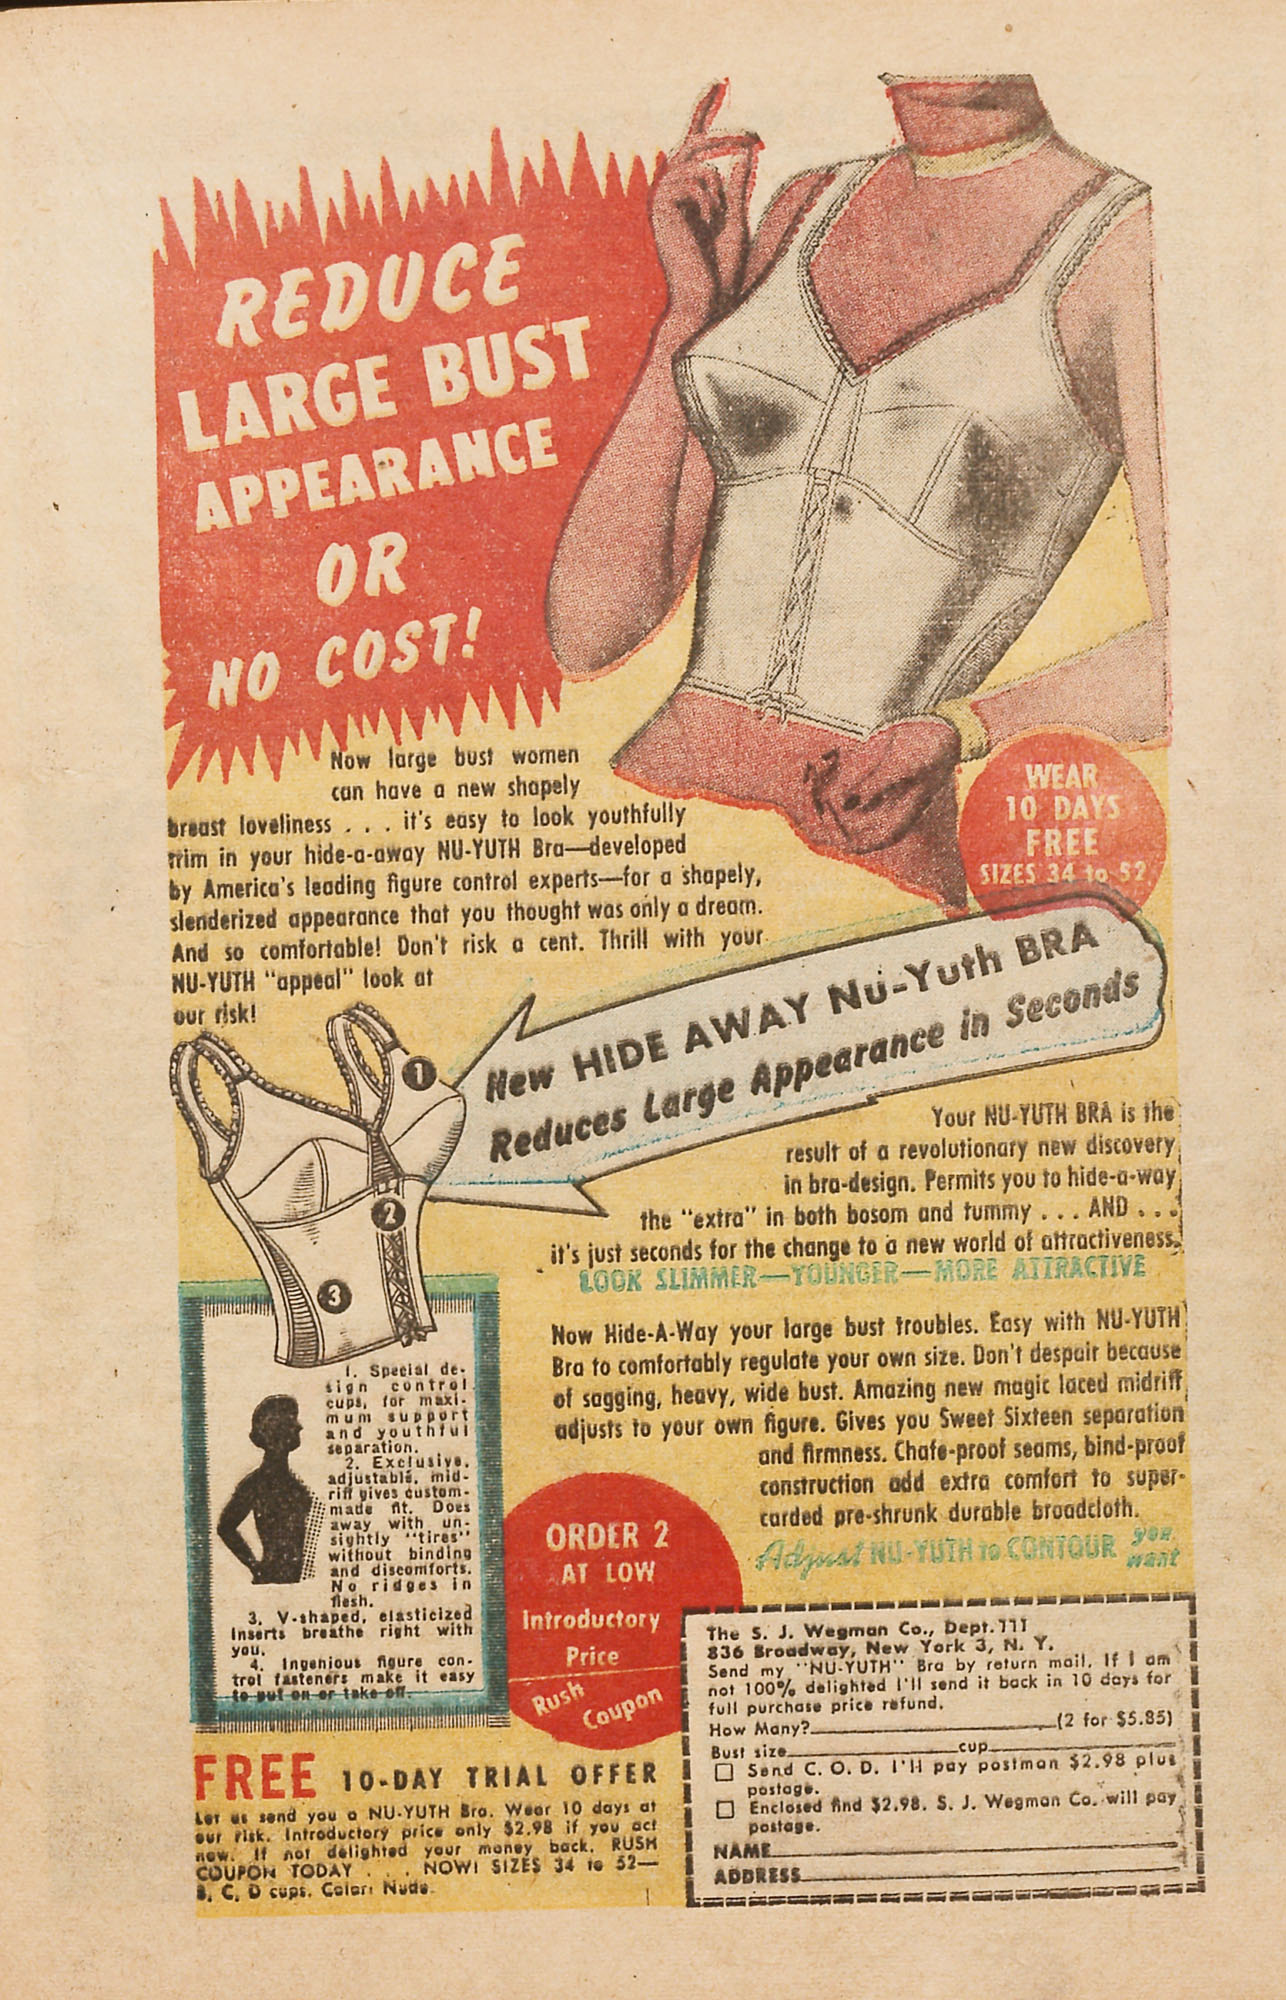 REDUCE
LARGE BUST
APPEARANCE
OR
NO COST!
WEAR
10 DAYS
FREE
SIZES 34 to 52
Now large bust women
can have a new shapely
breast loveliness . . . it's easy to look youthfully
trim in your hide-a-away NU-YUTH Bra—developed
by America's leading figure control experts—for a shapely,
slenderized appearance that you thought was only a dream.
And so comfortable! Don't risk a cent. Thrill with your
NU-YUTH "appeal" look at
our risk!
New HIDE AWAY Nu-Yuth BRA
Reduces Large Appearance in Seconds
1
2
3
Your NU-YUTH BRA is the
result of a revolutionary new discovery
in bra-design. Permits you to hide-a-way
the "extra" in both bosom and tummy . . . AND . . .
it's just seconds for the change to a new world of attractiveness.
LOOK SLIMMER—YOUNGER—MORE ATTRACTIVE
Now Hide-A-Way your large bust troubles. Easy with NU-YUTH
Bra to comfortably regulate your own size. Don't despair because
of sagging, heavy, wide bust. Amazing new magic laced midriff
adjusts to your own figure. Gives you Sweet Sixteen separation
and firmness. Chafe-proof seams, bind-proof
construction add extra comfort to super-
carded pre-shrunk durable broadcloth.
Adjust NU-YUTH to CONTOUR you want
1. Special de-
sign control
cups, for maxi-
mum support
and youthful
separation.
2. Exclusive,
adjustable, mid-
riff gives custom-
made fit. Does
away with un-
sightly "tires"
without binding
and discomforts.
No ridges in
flesh.
3. V-shaped, elasticized
inserts breathe right with
you.
4. Ingenious figure con-
trol fasteners make it easy
to put on or take off.
ORDER 2
AT LOW
Introductory
Price
Rush
Coupon
FREE 10-DAY TRIAL OFFER
Let us send you a NU-YUTH Bra. Wear 10 days at
our risk. Introductory price only $2.98 if you act
now. If not delighted your money back. RUSH
COUPON TODAY . . . NOW! SIZES 34 to 52—
B, C, D cups. Color: Nude
The S. J. Wegman Co., Dept. 111
836 Broadway, New York 3, N. Y.
Send my "NU-YUTH" Bra by return mail. If I am
not 100% delighted I'll send it back in 10 days for
full purchase price refund.
How Many? (2 for $5.85)
Bust size cup
Send C. O. D. I'll pay postman $2.98 plus
postage.
Enclosed find $2.98. S. J. Wegman Co. will pay
postage.
NAME
ADDRESS